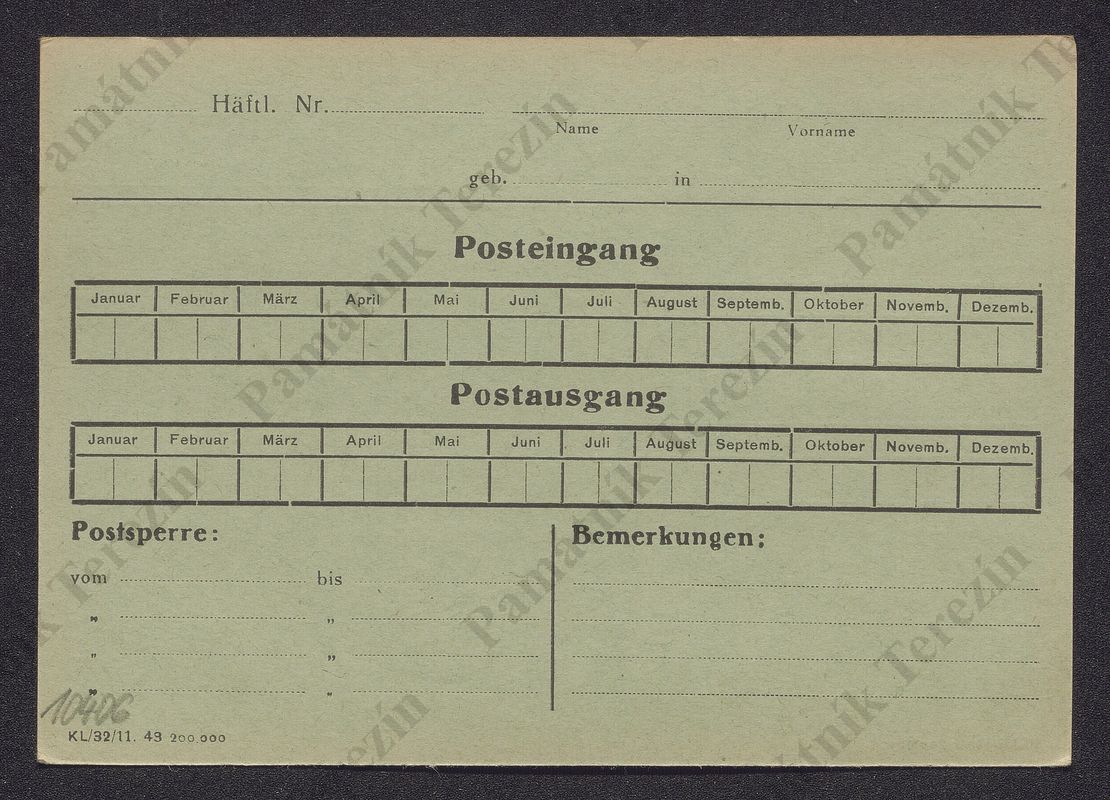 Häftl. Nr.
Name Vorname
geb. in
Posteingang
Januar Februar März April Mai Juni Juli August Septemb. Oktober Novemb. Dezemb.
Postausgang
Januar Februar März April Mai Juni Juli August Septemb. Oktober Novemb. Dezemb.
Postsperre: Bemerkungen:
vom bis
„ „
„ „
„ „
10406
KL/32/11. 43 200.000
Památník Terezín